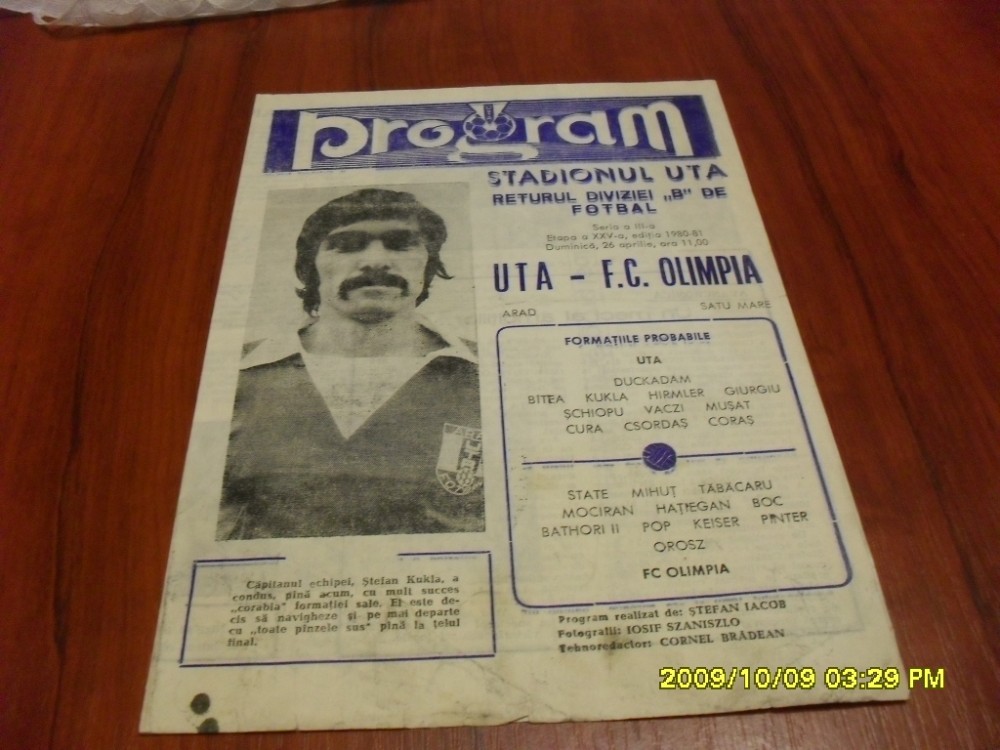 program
STADIONUL UTA
RETURUL DIVIZIEI „B" DE
FOTBAL
Seria a III-a
Etapa a XXV-a, ediția 1980-81
Duminică, 26 aprilie, ora 11,00
UTA – F.C. OLIMPIA
ARAD SATU MARE
FORMAȚIILE PROBABILE
UTA
DUCKADAM
BITEA KUKLA HIRMLER GIURGIU
ȘCHIOPU VACZI MUȘAT
CURA CSORDAȘ CORAȘ
STATE MIHUȚ TĂBĂCARU
MOCIRAN HAȚIEGAN BOC
BATHORI II POP KEISER PINTER
OROSZ
FC OLIMPIA
Căpitanul echipei, Ștefan Kukla, a
condus, pînă acum, cu mult succes
„corabia" formației sale. El este de-
cis să navigheze și pe mai departe
cu „toate pînzele sus" pînă la țelul
final.
Program realizat de: ȘTEFAN IACOB
Fotografii: IOSIF SZANISZLO
Tehnoredactor: CORNEL BRĂDEAN
2009/10/09 03:29 PM